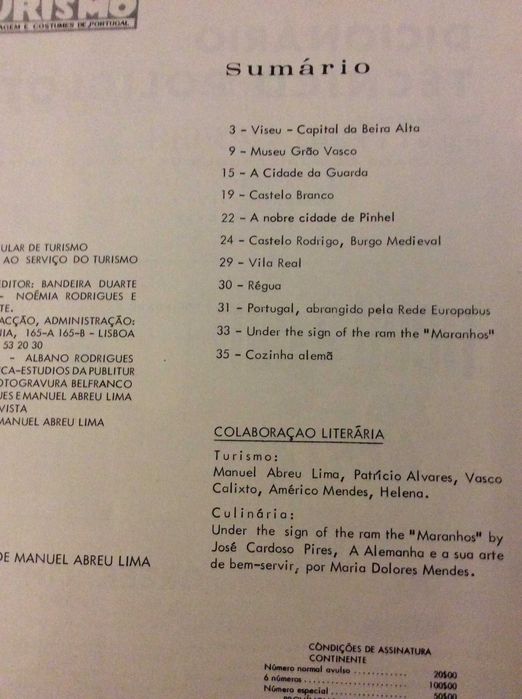 URISMO
AGEM E COSTUMES DE PORTUGAL
Sumário
3 - Viseu - Capital da Beira Alta
9 - Museu Grão Vasco
15 - A Cidade da Guarda
19 - Castelo Branco
22 - A nobre cidade de Pinhel
24 - Castelo Rodrigo, Burgo Medieval
29 - Vila Real
30 - Régua
31 - Portugal, abrangido pela Rede Europabus
33 - Under the sign of the ram the "Maranhos"
35 - Cozinha alemã
ULAR DE TURISMO
AO SERVIÇO DO TURISMO
EDITOR: BANDEIRA DUARTE
- NOÊMIA RODRIGUES E
TE.
ACÇÃO, ADMINISTRAÇÃO:
NIA, 165-A 165-B - LISBOA
53 20 30
- ALBANO RODRIGUES
ICA-ESTUDIOS DA PUBLITUR
OTOGRAVURA BELFRANCO
UES E MANUEL ABREU LIMA
VISTA
MANUEL ABREU LIMA
DE MANUEL ABREU LIMA
COLABORAÇAO LITERÁRIA
Turismo:
Manuel Abreu Lima, Patrício Alvares, Vasco
Calixto, Américo Mendes, Helena.
Culinária:
Under the sign of the ram the "Maranhos" by
José Cardoso Pires, A Alemanha e a sua arte
de bem-servir, por Maria Dolores Mendes.
CONDIÇÕES DE ASSINATURA
CONTINENTE
Número normal avulso ............ 20$00
6 números ............ 100$00
Número especial ............ 50$00